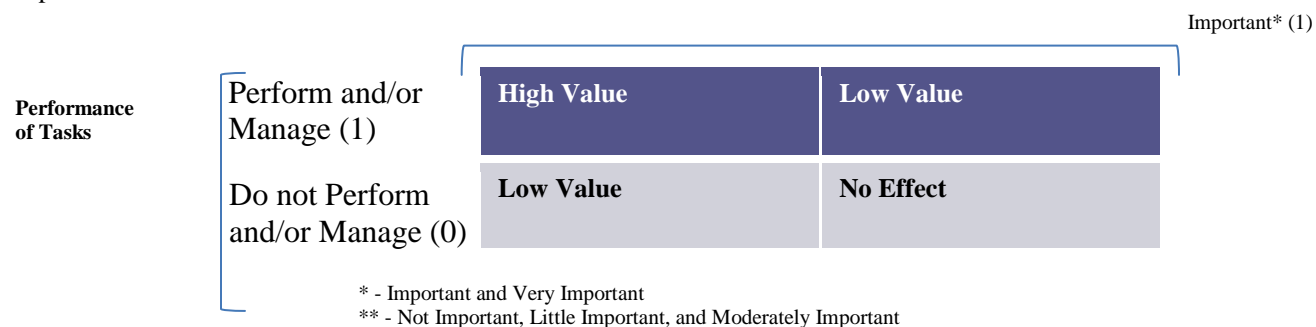 Important* (1)
Performance
of Tasks
Perform and/or
Manage (1)
High Value
Low Value
Do not Perform
and/or Manage (0)
Low Value
No Effect
* - Important and Very Important
** - Not Important, Little Important, and Moderately Important